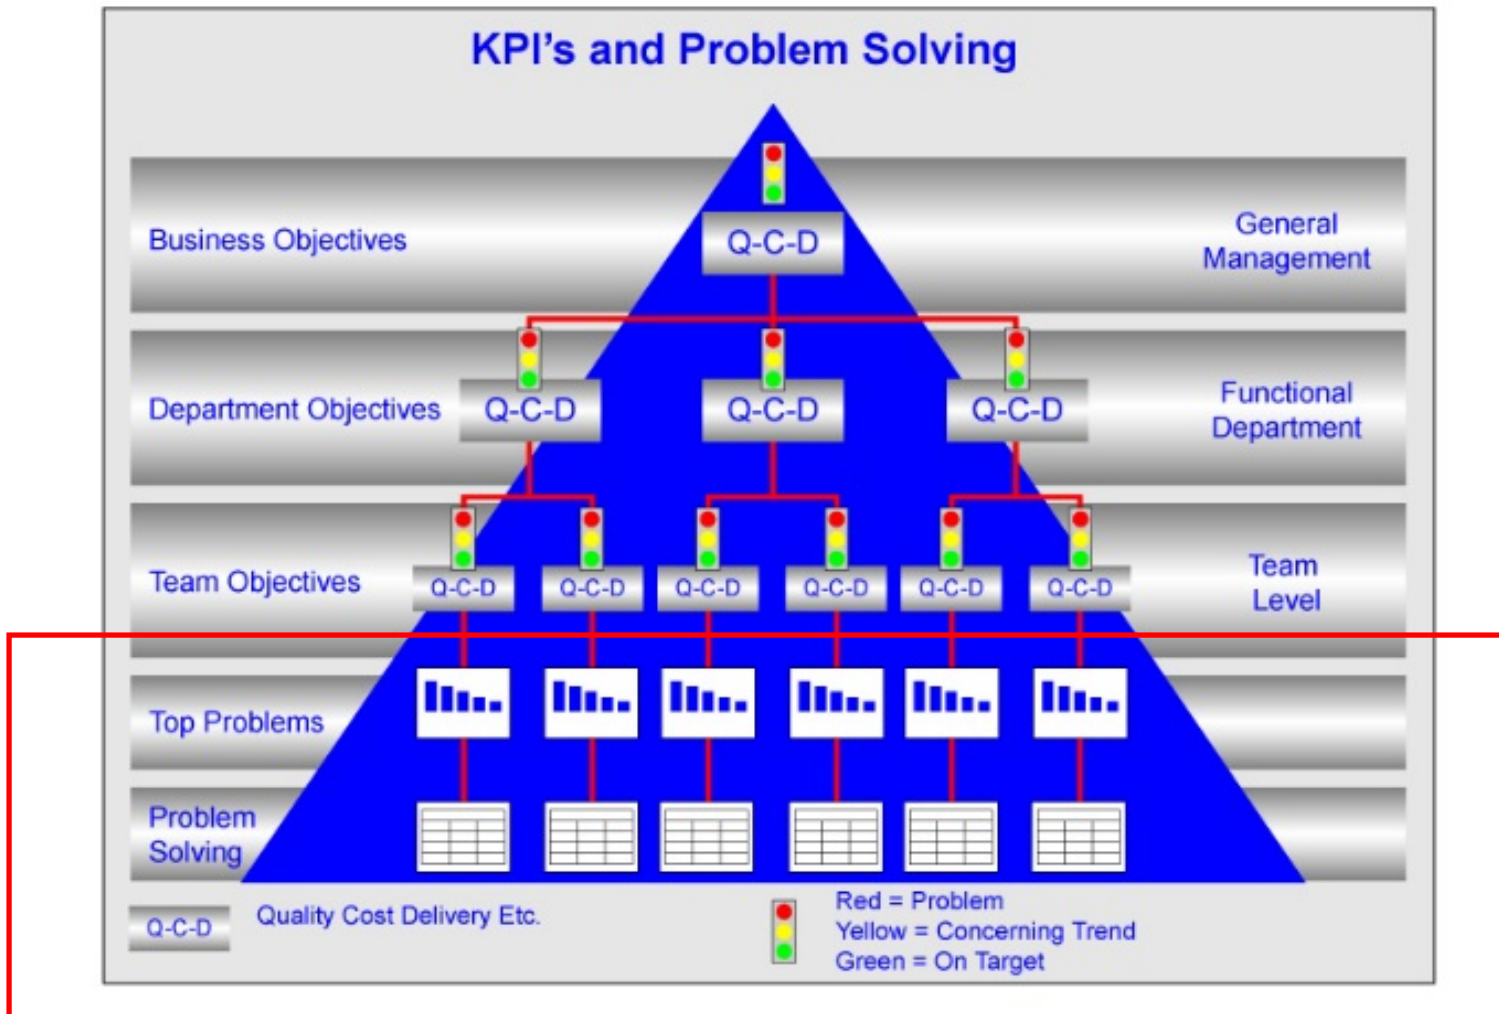 KPI's and Problem Solving
Business Objectives
Q-C-D
General
Management
Department Objectives
Q-C-D
Q-C-D
Q-C-D
Functional
Department
Team Objectives
Q-C-D
Q-C-D
Q-C-D
Q-C-D
Q-C-D
Q-C-D
Team
Level
Top Problems
Problem
Solving
Q-C-D
Quality Cost Delivery Etc.
Red = Problem
Yellow = Concerning Trend
Green = On Target